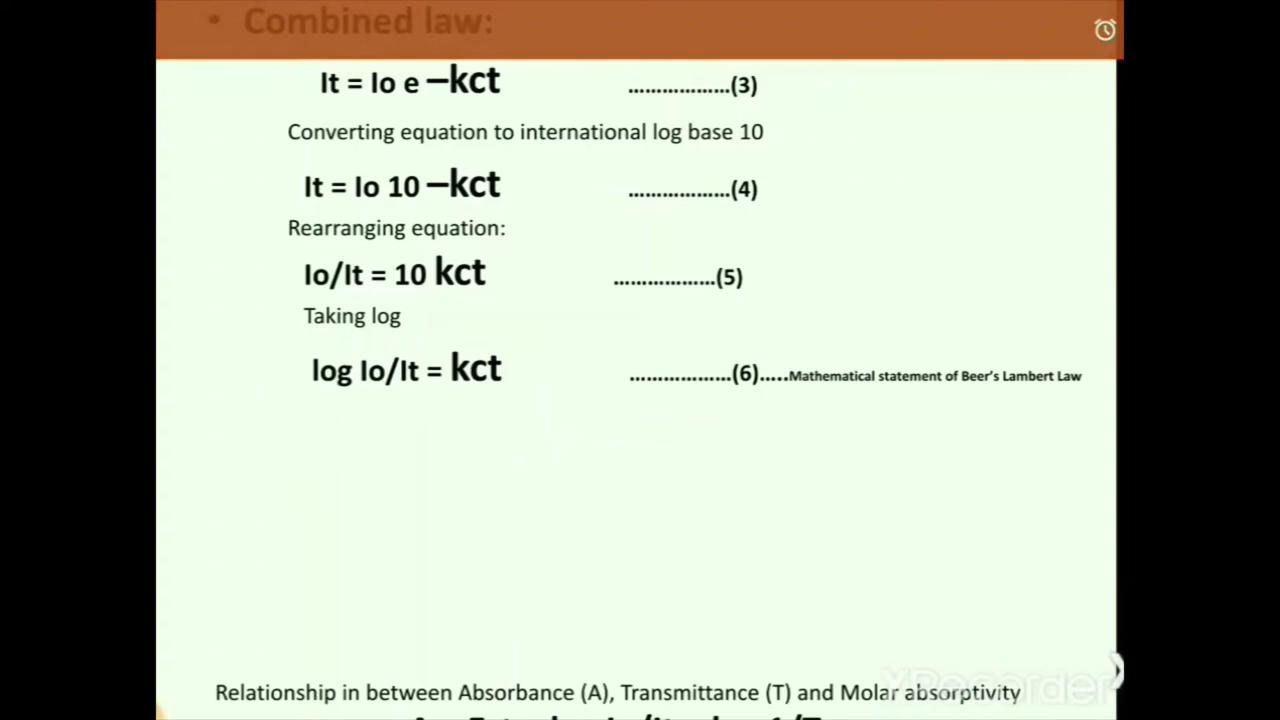 • Combined law:
It = Io e –kct ..................(3)
Converting equation to international log base 10
It = Io 10 –kct ..................(4)
Rearranging equation:
Io/It = 10 kct ..................(5)
Taking log
log Io/It = kct ..................(6).....Mathematical statement of Beer's Lambert Law
XRecorder
Relationship in between Absorbance (A), Transmittance (T) and Molar absorptivity